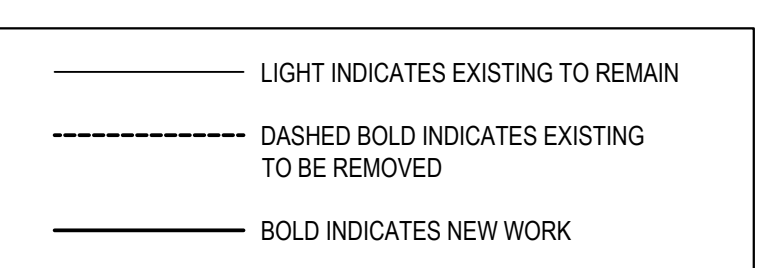 LIGHT INDICATES EXISTING TO REMAIN
DASHED BOLD INDICATES EXISTING
TO BE REMOVED
BOLD INDICATES NEW WORK